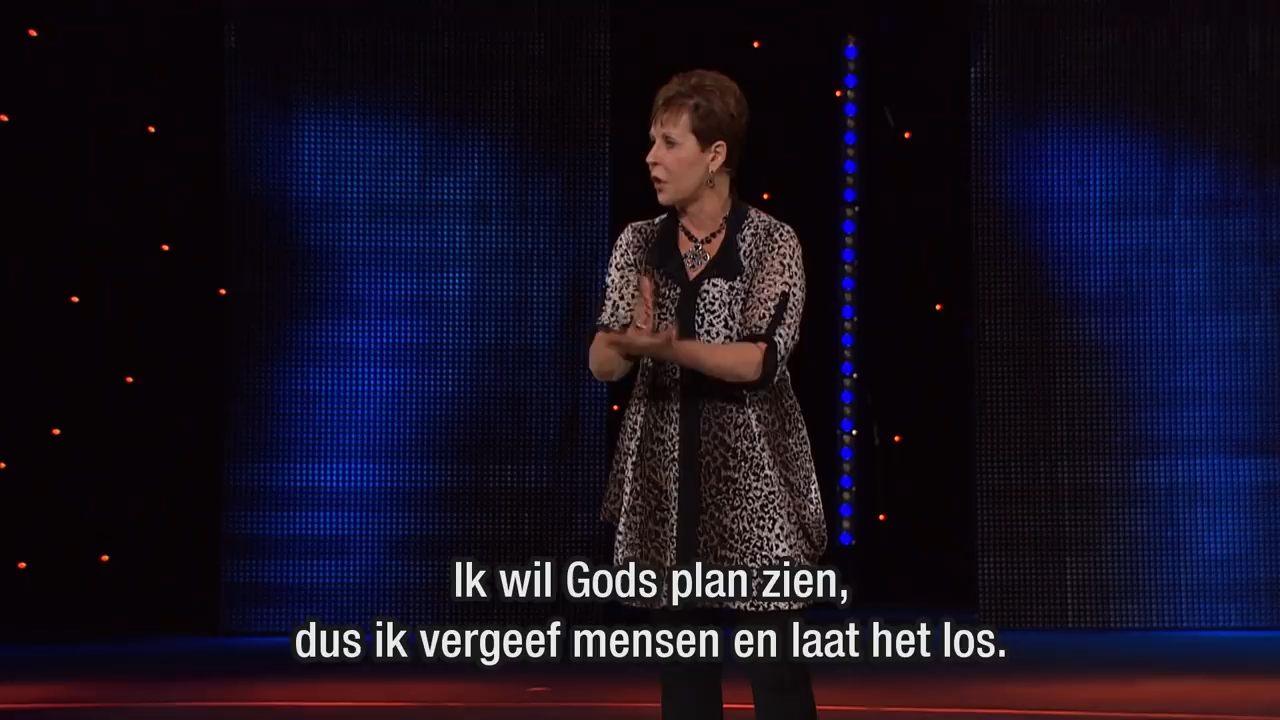 Ik wil Gods plan zien,
dus ik vergeef mensen en laat het los.